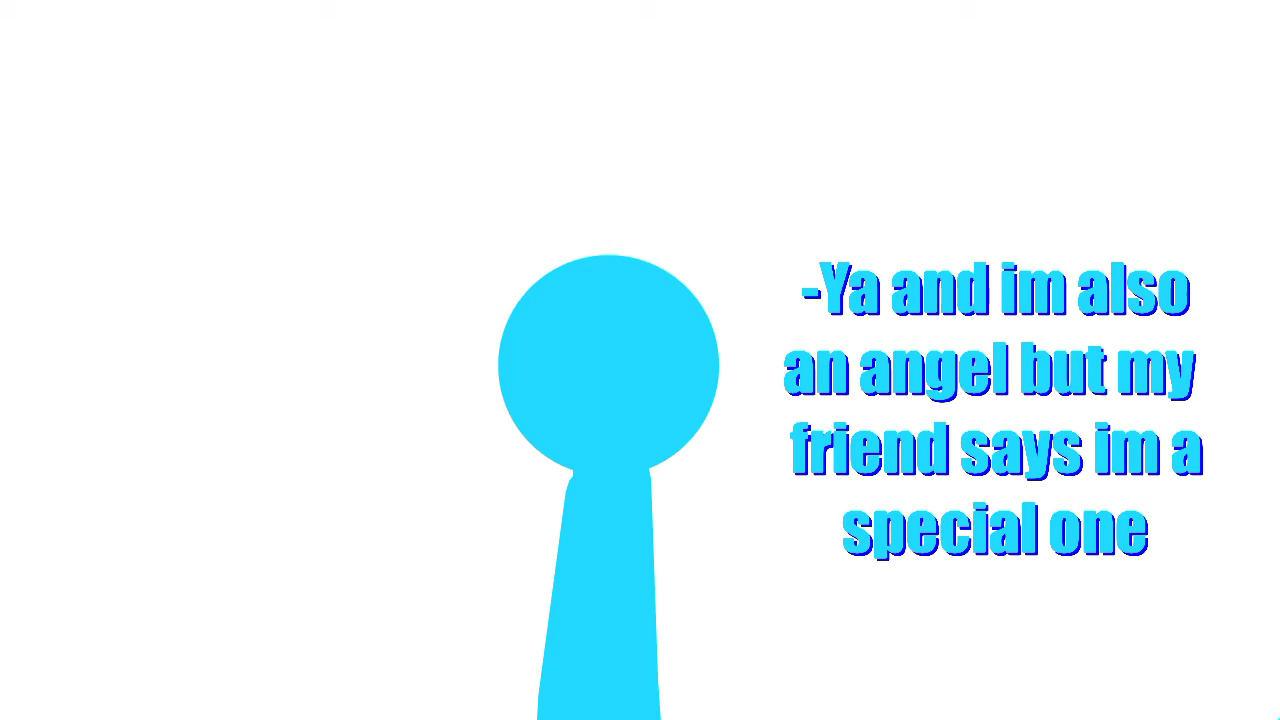 -Ya and im also
an angel but my
friend says im a
special one